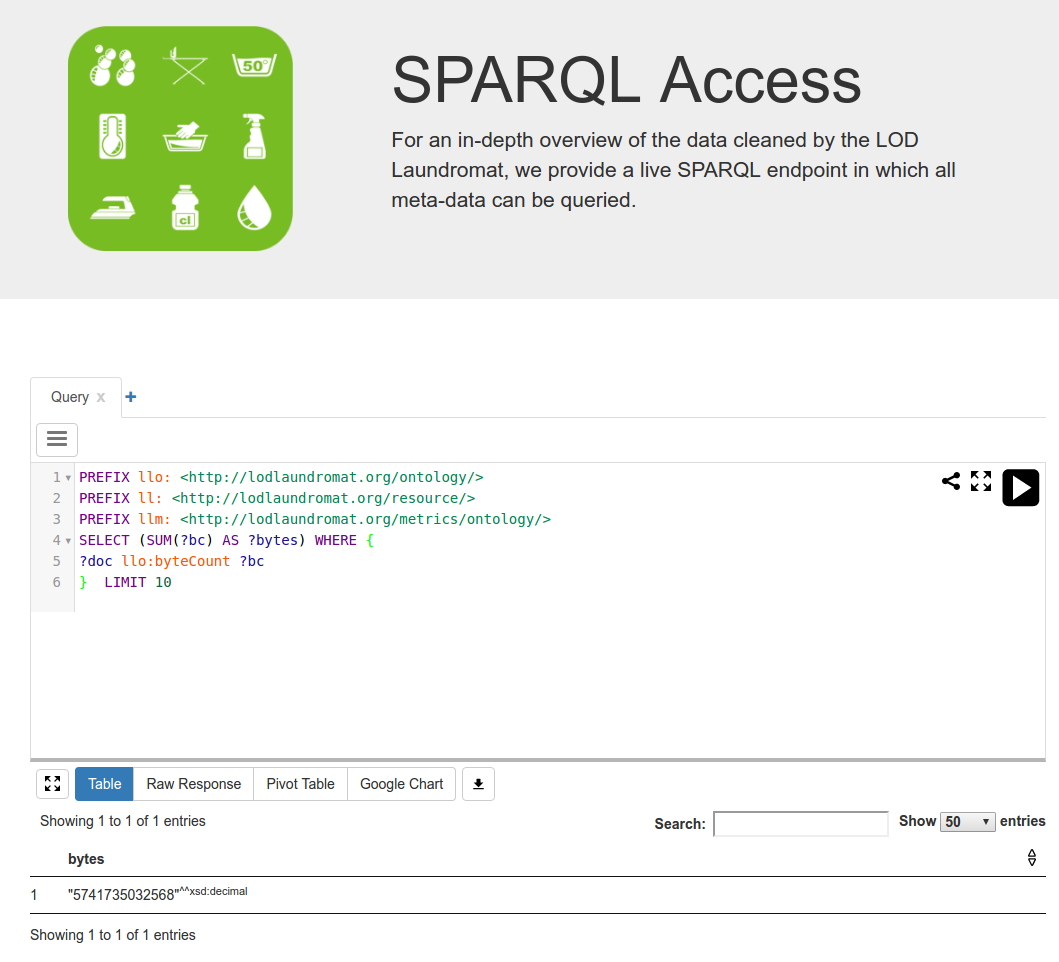 50°
cl
SPARQL Access
For an in-depth overview of the data cleaned by the LOD
Laundromat, we provide a live SPARQL endpoint in which all
meta-data can be queried.
Query x +
1 PREFIX llo: <http://lodlaundromat.org/ontology/>
2 PREFIX ll: <http://lodlaundromat.org/resource/>
3 PREFIX llm: <http://lodlaundromat.org/metrics/ontology/>
4 SELECT (SUM(?bc) AS ?bytes) WHERE {
5 ?doc llo:byteCount ?bc
6 }  LIMIT 10
Table Raw Response Pivot Table Google Chart
Showing 1 to 1 of 1 entries Search: Show 50 entries
bytes
1 "5741735032568"^^xsd:decimal
Showing 1 to 1 of 1 entries